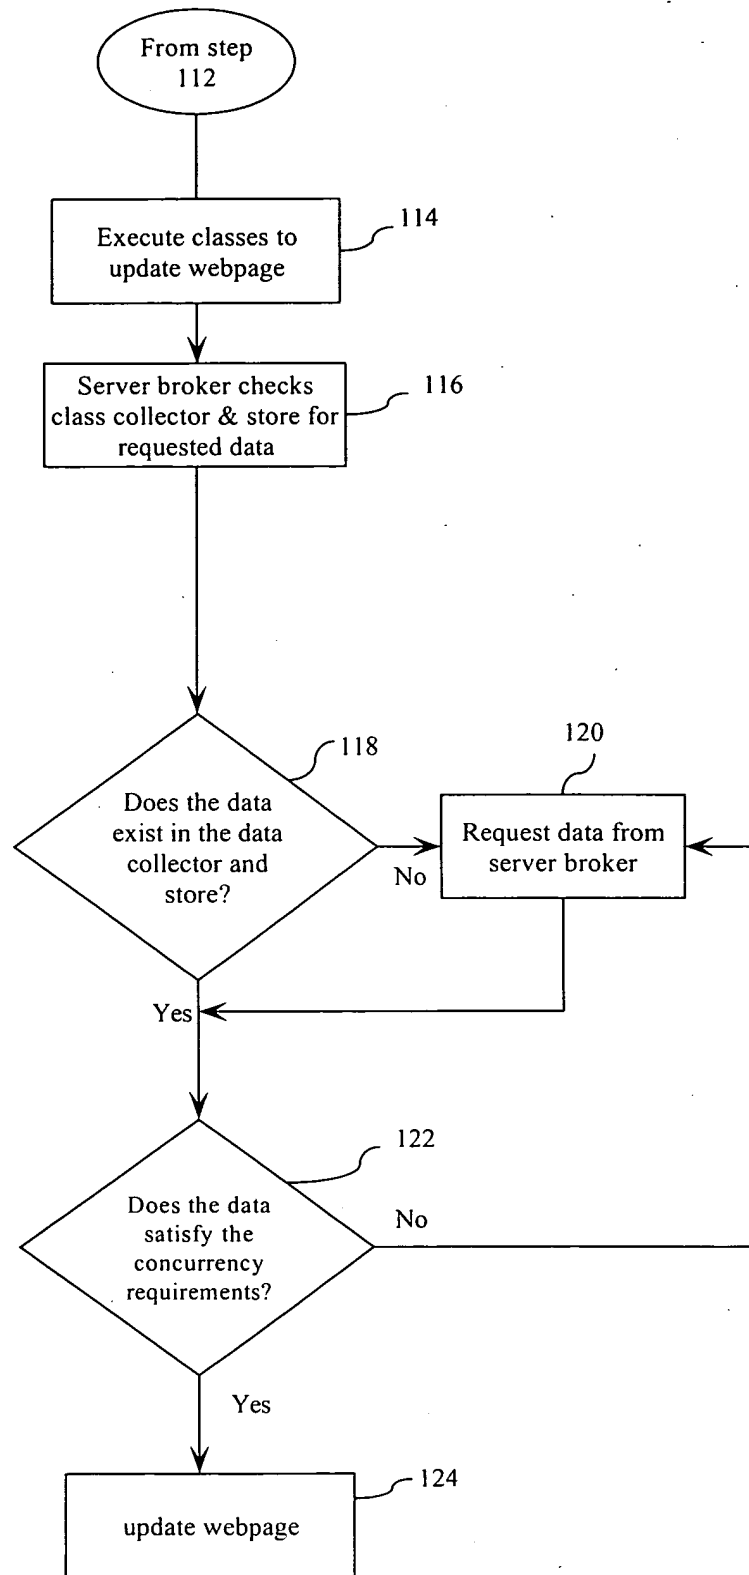 From step
112
Execute classes to
update webpage
114
Server broker checks
class collector & store for
requested data
116
Does the data
exist in the data
collector and
store?
118
120
Request data from
server broker
No
Yes
122
Does the data
satisfy the
concurrency
requirements?
No
Yes
124
update webpage